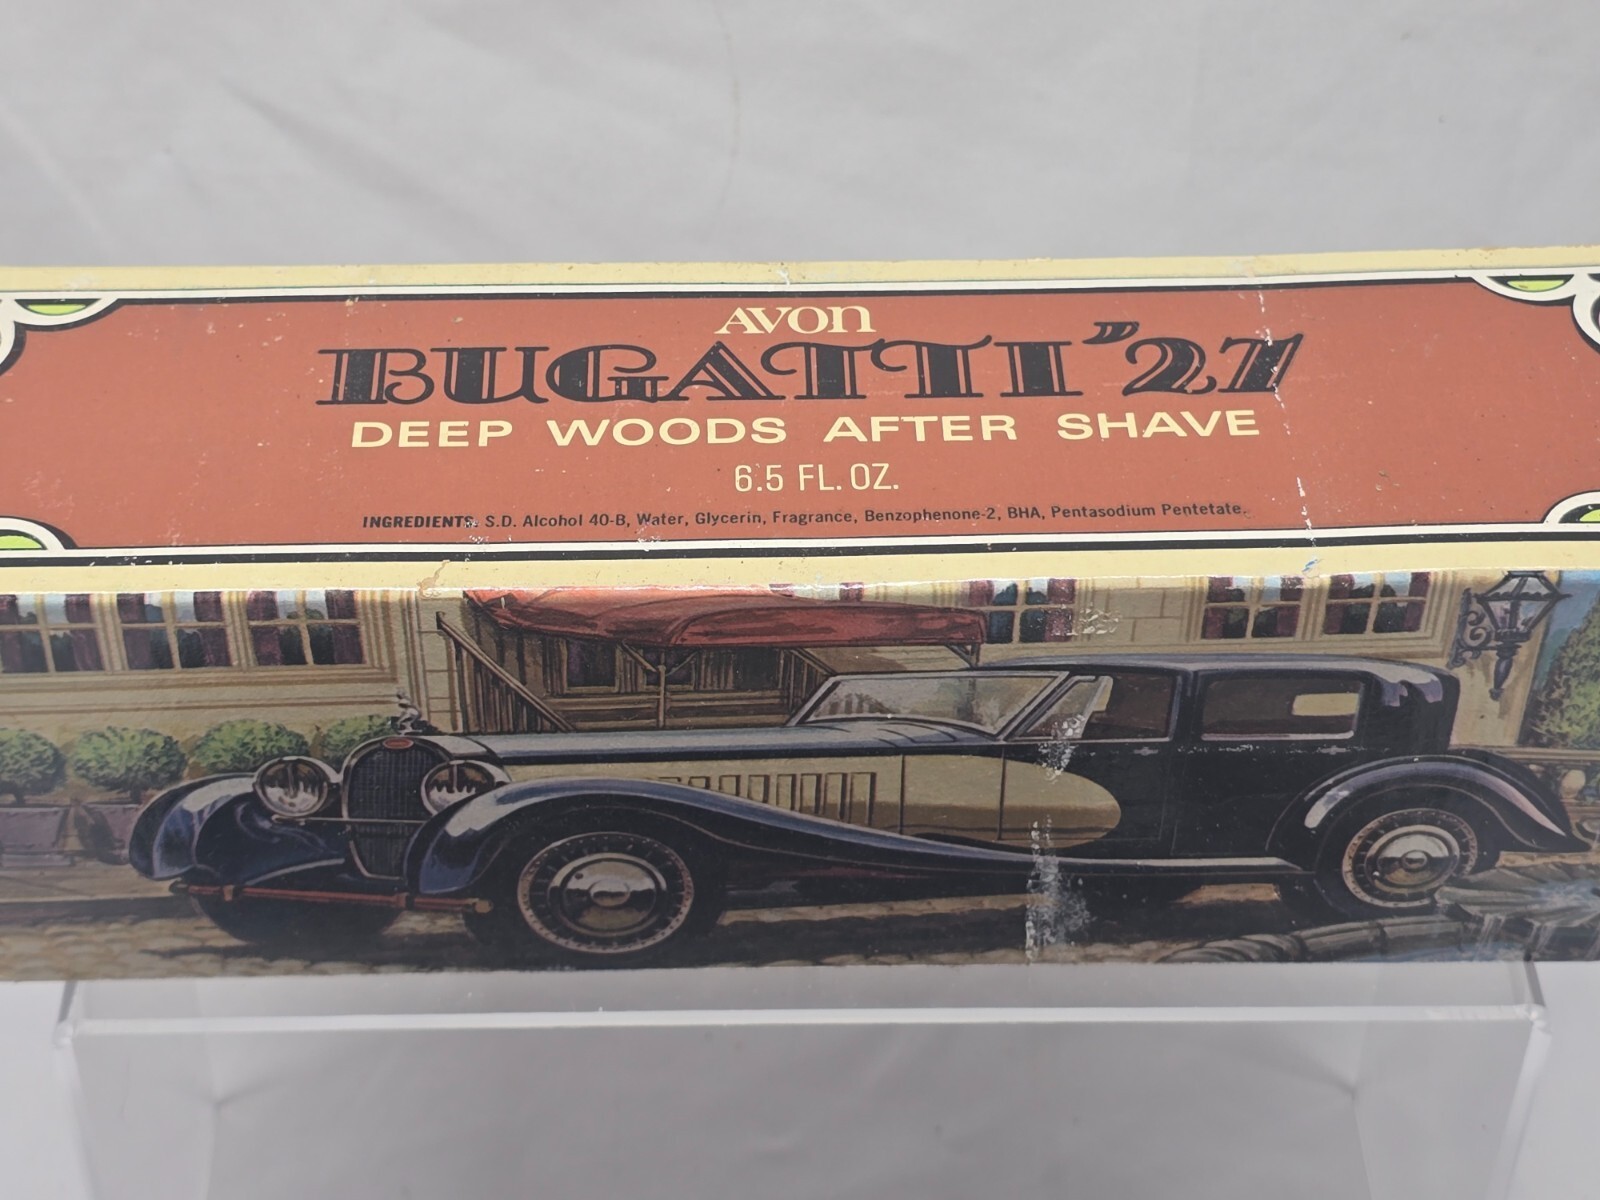 AVON
BUGATTI '27
DEEP WOODS AFTER SHAVE
6.5 FL. OZ.
INGREDIENTS: S.D. Alcohol 40-B, Water, Glycerin, Fragrance, Benzophenone-2, BHA, Pentasodium Pentetate.